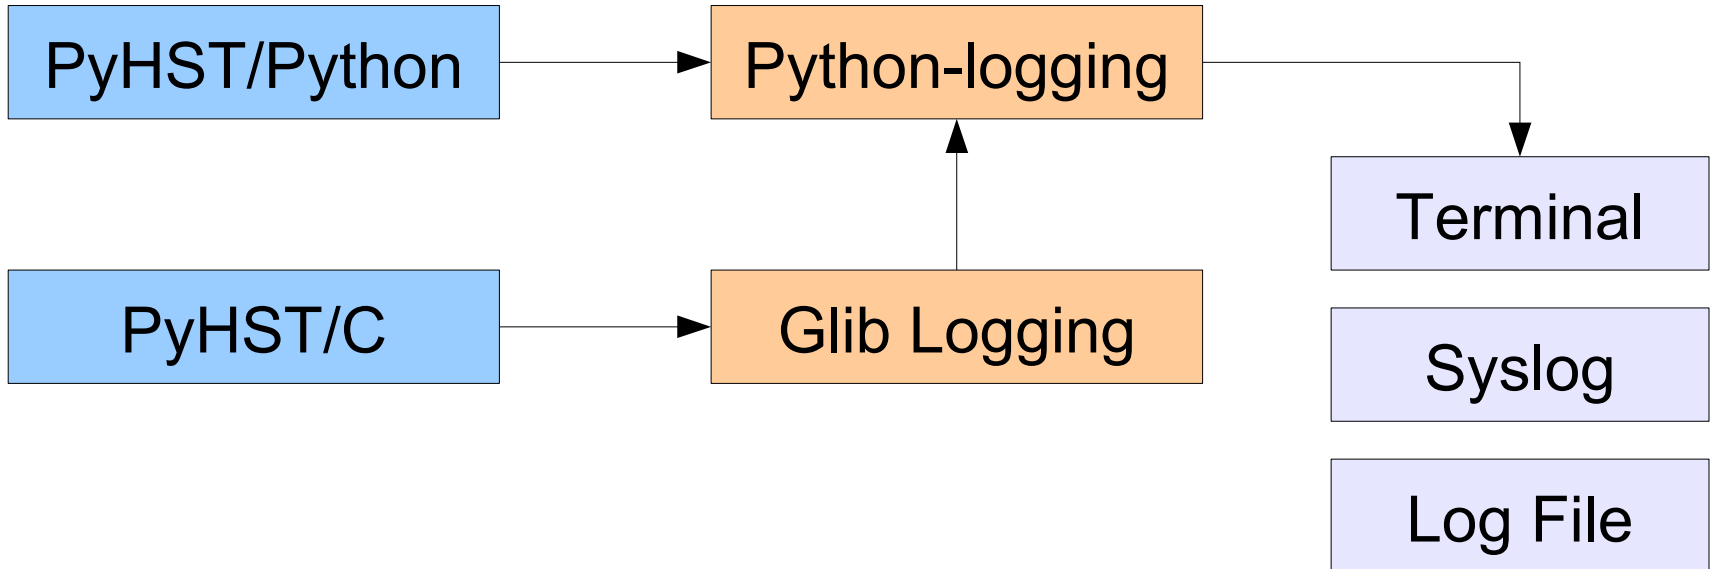 PyHST/Python
Python-logging
Terminal
PyHST/C
Glib Logging
Syslog
Log File